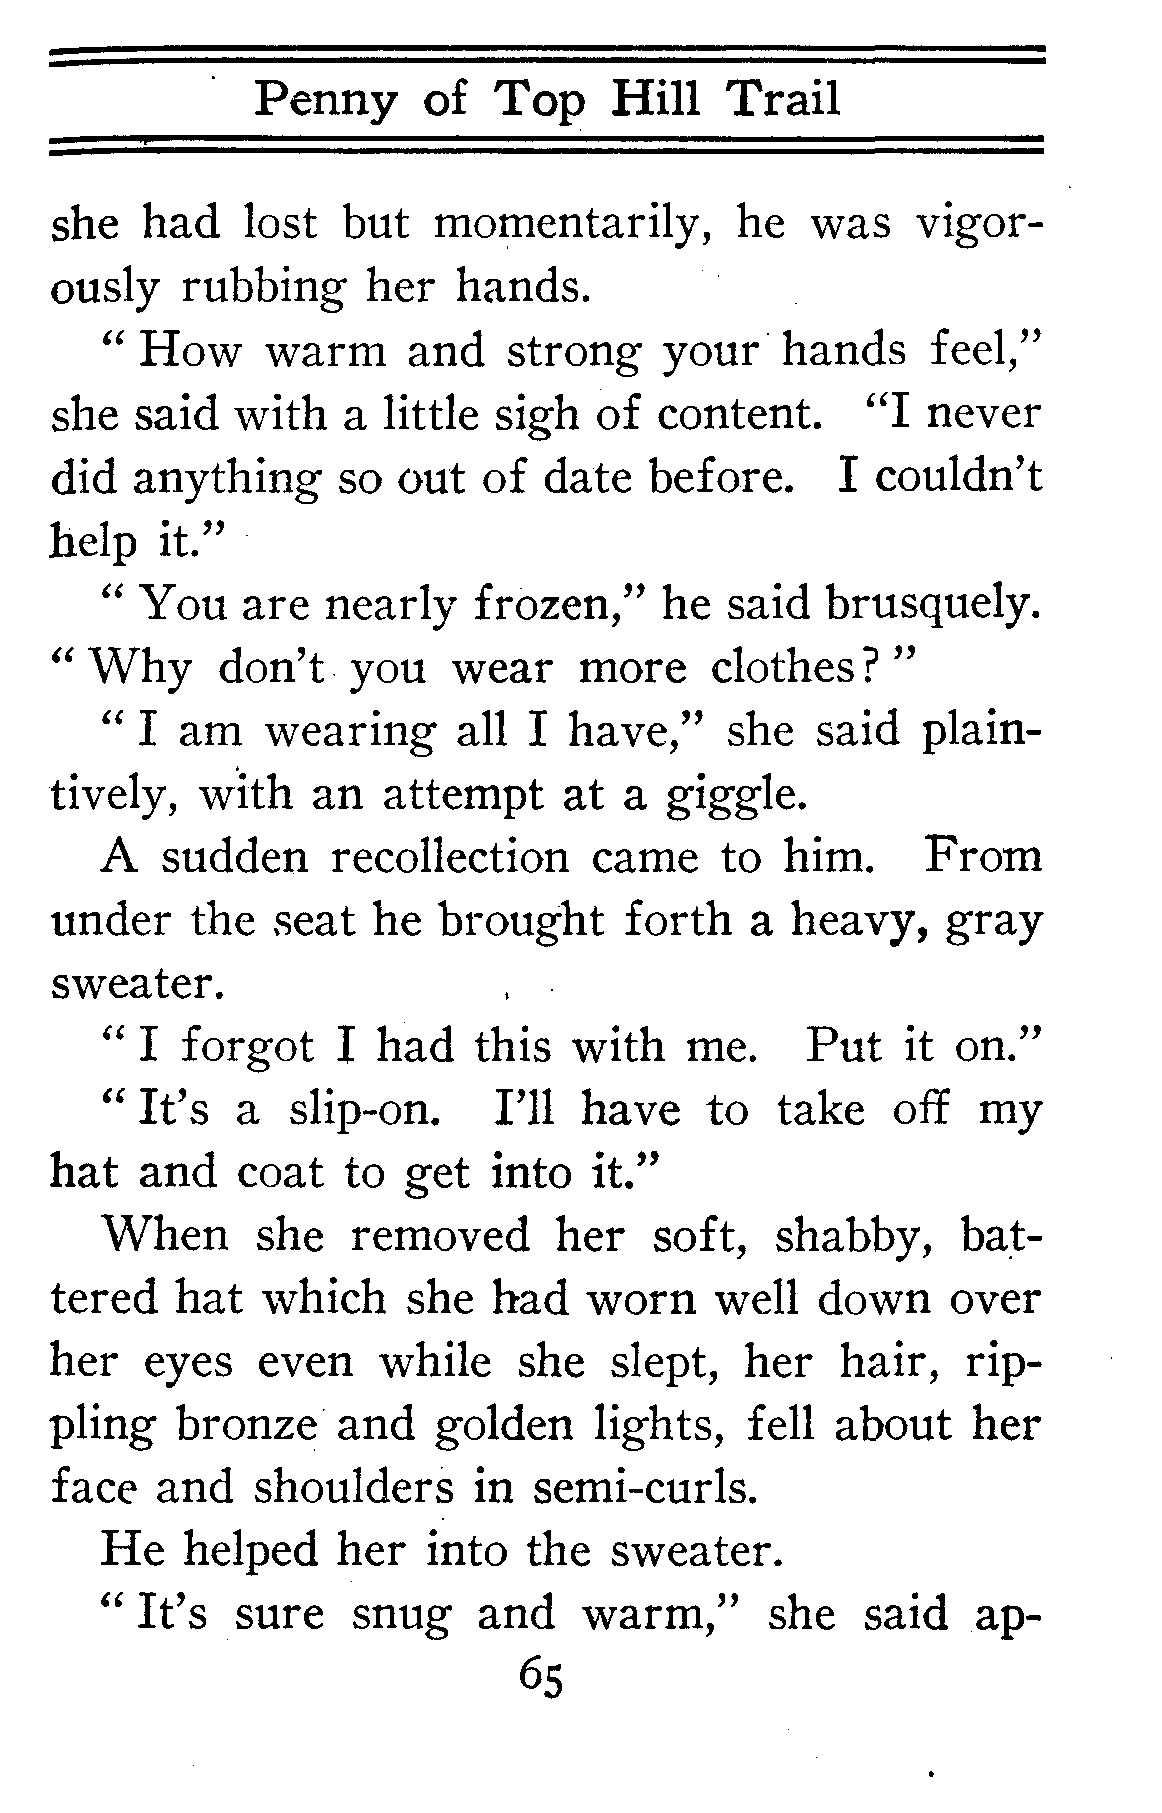 Penny of Top Hill Trail
she had lost but momentarily, he was vigor-
ously rubbing her hands.
“ How warm and strong your hands feel,”
she said with a little sigh of content. “I never
did anything so out of date before. I couldn’t
help it.”
“ You are nearly frozen,” he said brusquely.
“ Why don’t you wear more clothes? ”
“ I am wearing all I have,” she said plain-
tively, with an attempt at a giggle.
A sudden recollection came to him. From
under the seat he brought forth a heavy, gray
sweater.
“ I forgot I had this with me. Put it on.”
“ It’s a slip-on. I’ll have to take off my
hat and coat to get into it.”
When she removed her soft, shabby, bat-
tered hat which she had worn well down over
her eyes even while she slept, her hair, rip-
pling bronze and golden lights, fell about her
face and shoulders in semi-curls.
He helped her into the sweater.
“ It’s sure snug and warm,” she said ap-
65